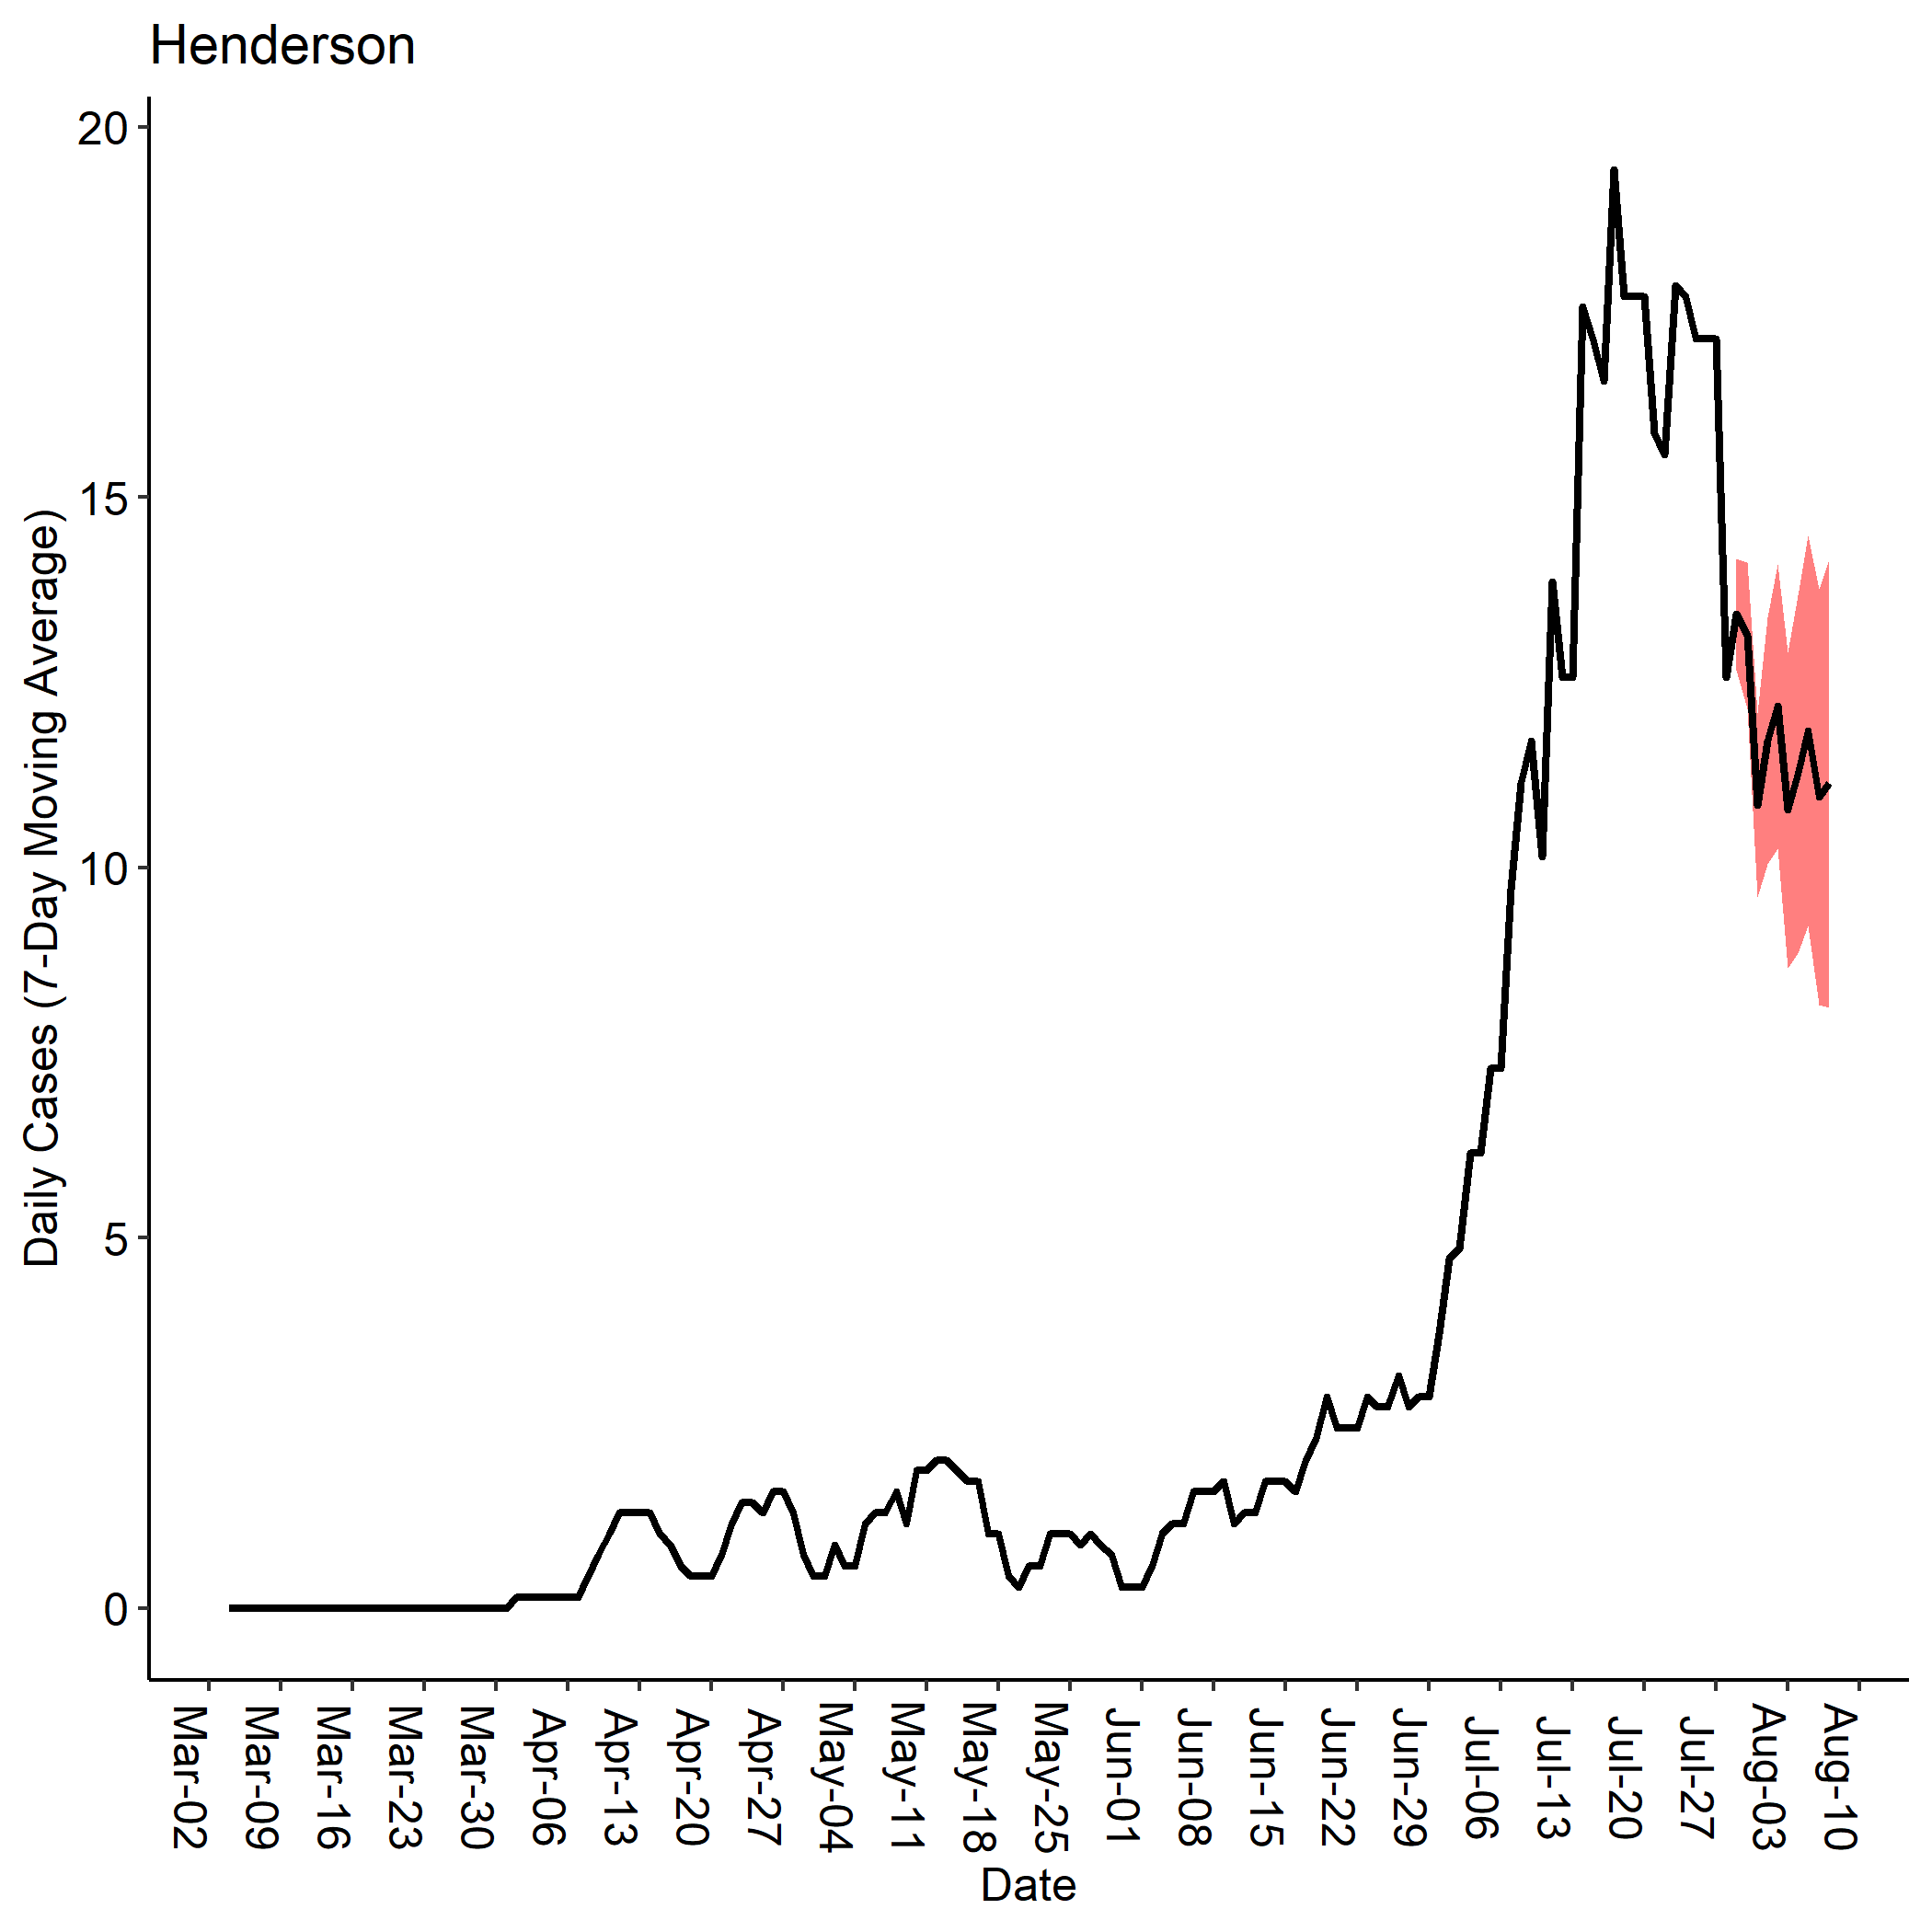 Henderson
Daily Cases (7-Day Moving Average)
20
15
10
5
0
Mar-02
Mar-09
Mar-16
Mar-23
Mar-30
Apr-06
Apr-13
Apr-20
Apr-27
May-04
May-11
May-18
May-25
Jun-01
Jun-08
Jun-15
Jun-22
Jun-29
Jul-06
Jul-13
Jul-20
Jul-27
Aug-03
Aug-10
Date